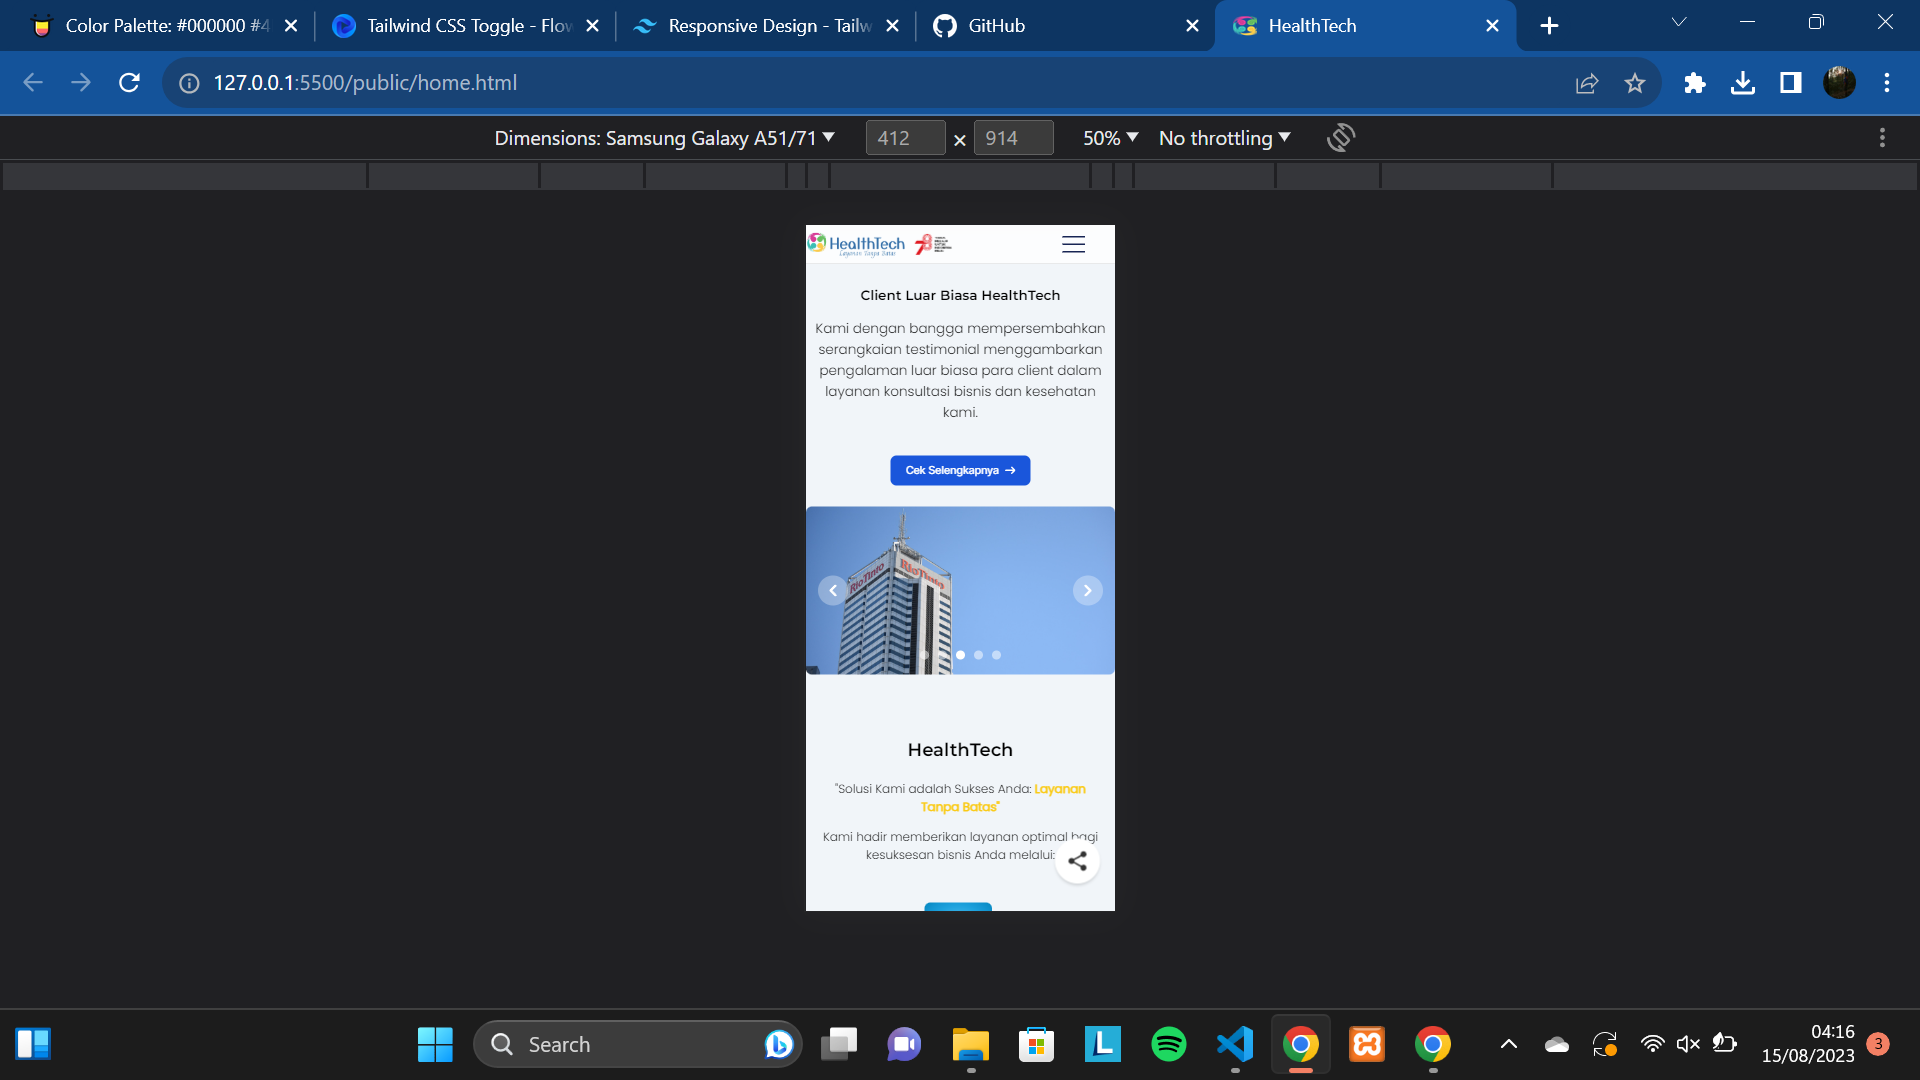 Color Palette: #000000 #4
Tailwind CSS Toggle - Flow
Responsive Design - Tailw
GitHub
HealthTech
127.0.0.1:5500/public/home.html
Dimensions: Samsung Galaxy A51/71
412 × 914
50%
No throttling
HealthTech
Layanan Tanpa Batas
78
Client Luar Biasa HealthTech
Kami dengan bangga mempersembahkan
serangkaian testimonial menggambarkan
pengalaman luar biasa para client dalam
layanan konsultasi bisnis dan kesehatan
kami.
Cek Selengkapnya →
RioTinto RioTinto
HealthTech
"Solusi Kami adalah Sukses Anda: Layanan
Tanpa Batas"
Kami hadir memberikan layanan optimal bagi
kesuksesan bisnis Anda melalui:
Search
L
04:16
15/08/2023
3